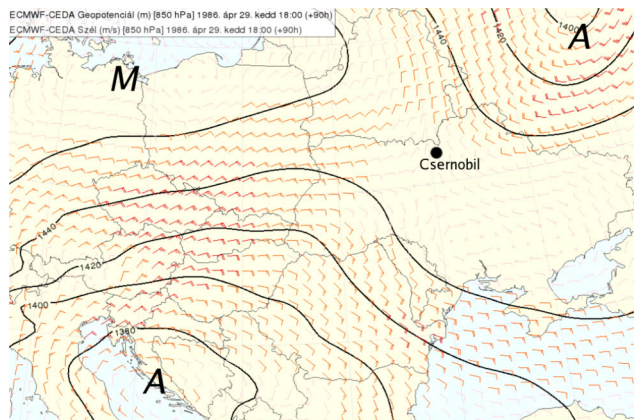 ECMWF-CEDA Geopotenciál (m) [850 hPa] 1986. ápr 29. kedd 18:00 (+90h)
ECMWF-CEDA Szél (m/s) [850 hPa] 1986. ápr 29. kedd 18:00 (+90h)
1400
A
1440
1420
M
Csernobil
1440
1420
1400
1380
A